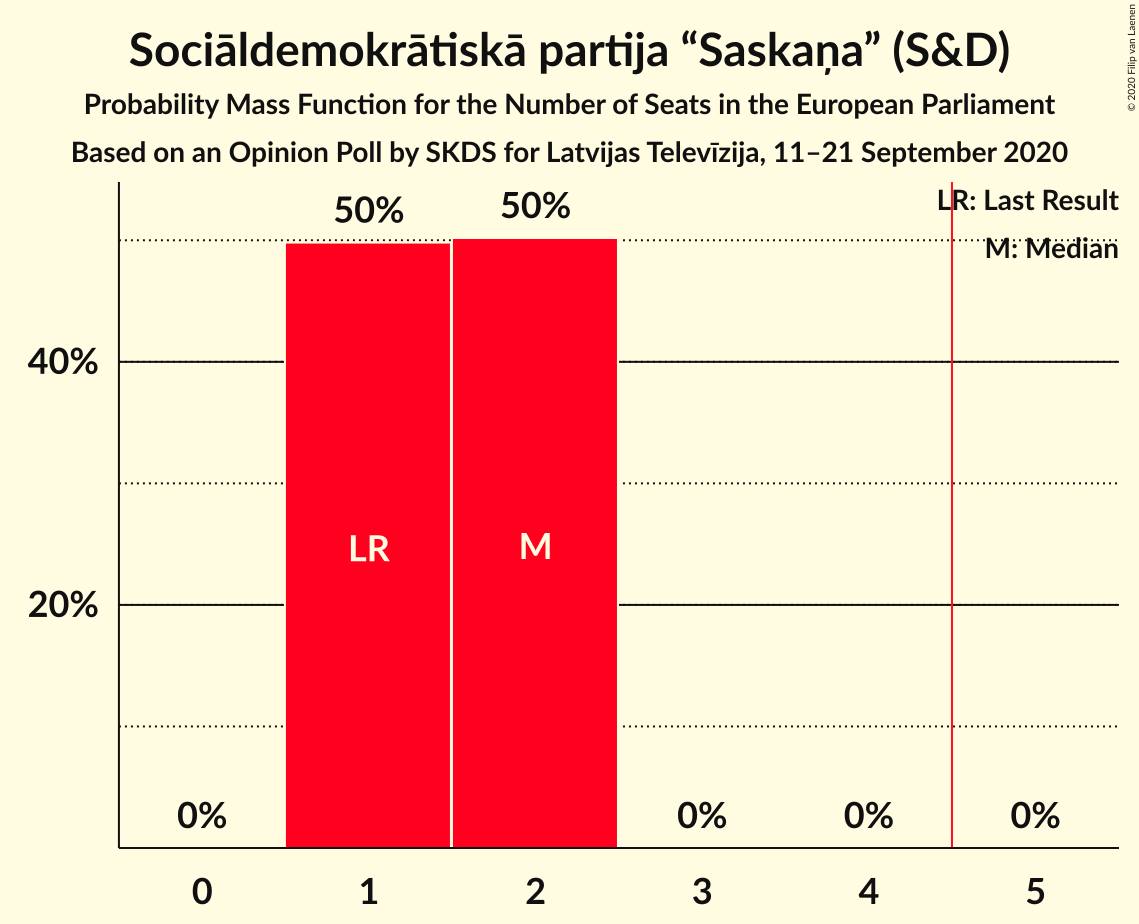 Sociāldemokrātiskā partija “Saskaņa” (S&D)
Probability Mass Function for the Number of Seats in the European Parliament
Based on an Opinion Poll by SKDS for Latvijas Televīzija, 11–21 September 2020
© 2020 Filip van Laenen
LR: Last Result
M: Median
50%
50%
40%
20%
LR
M
0%
0%
0%
0%
0
1
2
3
4
5